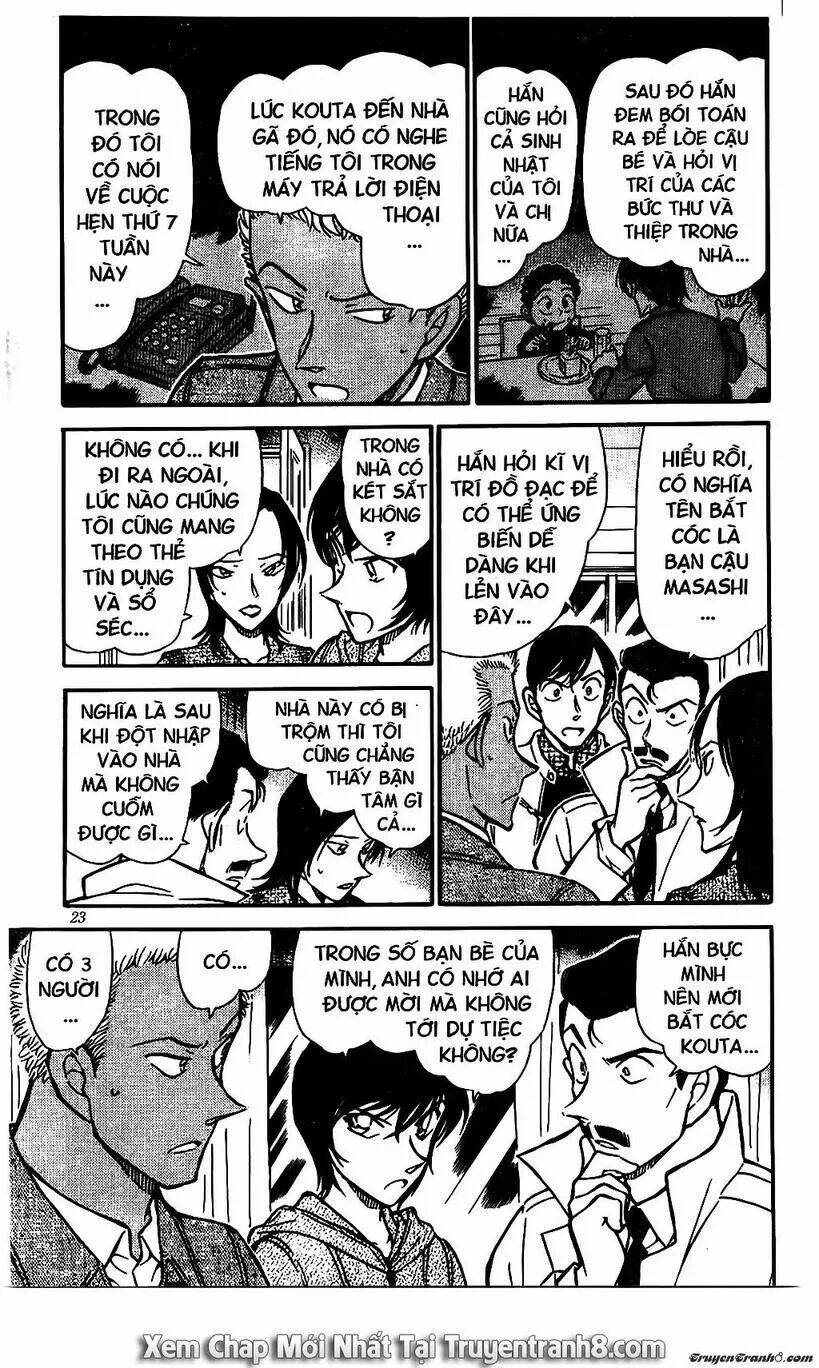 SAU ĐÓ HẮN
ĐEM BÓI TOÁN
RA ĐỂ LÒE CẬU
BÉ VÀ HỎI VỊ
TRÍ CỦA CÁC
BỨC THƯ VÀ
THIỆP TRONG
NHÀ...
HẮN
CŨNG HỎI
CẢ SINH
NHẬT
CỦA TÔI
VÀ CHỊ
NỮA ...
LÚC KOUTA ĐẾN NHÀ
GÃ ĐÓ, NÓ CÓ NGHE
TIẾNG TÔI TRONG
MÁY TRẢ LỜI ĐIỆN
THOẠI
...
TRONG
ĐÓ TÔI
CÓ NÓI
VỀ CUỘC
HẸN THỨ 7
TUẦN
NÀY
...
HIỂU RỒI,
CÓ NGHĨA
TÊN BẮT
CÓC LÀ
BẠN CẬU
MASASHI
...
HẮN HỎI KĨ VỊ
TRÍ ĐỒ ĐẠC ĐỂ
CÓ THỂ ỨNG
BIẾN DỄ
DÀNG KHI
LẺN VÀO
ĐÂY...
TRONG
NHÀ CÓ
KÉT SẮT
KHÔNG
?
KHÔNG CÓ... KHI
ĐI RA NGOÀI,
LÚC NÀO CHÚNG
TÔI CŨNG MANG
THEO THẺ
TÍN DỤNG
VÀ SỔ
SÉC...
NHÀ NÀY CÓ BỊ
TRỘM THÌ TÔI
CŨNG CHẲNG
THẤY BẬN
TÂM GÌ
CẢ...
NGHĨA LÀ SAU
KHI ĐỘT NHẬP
VÀO NHÀ
MÀ KHÔNG
CUỖM
ĐƯỢC GÌ...
23
HẮN BỰC
MÌNH
NÊN MỚI
BẮT CÓC
KOUTA...
TRONG SỐ BẠN BÈ CỦA
MÌNH, ANH CÓ NHỚ AI
ĐƯỢC MỜI MÀ KHÔNG
TỚI DỰ TIỆC
KHÔNG?
CÓ...
CÓ 3
NGƯỜI
...
Xem Chap Mới Nhất Tại Truyentranh8.com
TruyenTranh8.com